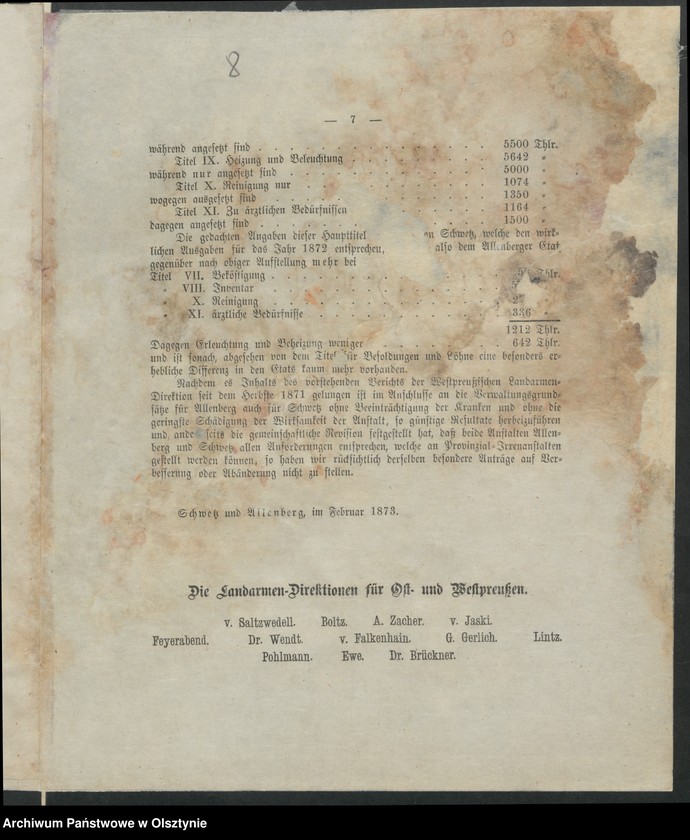 8
— 7 —
während angesetzt sind . . . . . . . . . . . . . 5500 Thlr.
Titel IX. Heizung und Beleuchtung . . . . . . . . 5642 „
während nur angesetzt sind . . . . . . . . . . . . 5000 „
Titel X. Reinigung nur . . . . . . . . . . . 1074 „
wogegen ausgesetzt sind . . . . . . . . . . . . 1350 „
Titel XI. Zu ärztlichen Bedürfnissen . . . . . . . . 1164 „
dagegen angesetzt sind . . . . . . . . . . . . . 1500 „
Die gedachten Angaben dieser Haupttitel en Schwetz, welche den wirk-
lichen Ausgaben für das Jahr 1872 entsprechen, also dem Allenberger Etat
gegenüber nach obiger Aufstellung mehr bei
Titel VII. Beköstigung . . . . . . . . . . . . Thlr.
„ VIII. Inventar . . . . . . . . . . . .
„ X. Reinigung . . . . . . . . . . . .
„ XI. ärztliche Bedürfnisse . . . . . . . . . 336 „
1212 Thlr.
Dagegen Erleuchtung und Beheizung weniger . . . . . . . 642 Thlr.
und ist sonach, abgesehen von dem Titel für Besoldungen und Löhne eine besonders er-
hebliche Differenz in den Etats kaum mehr vorhanden.
Nachdem es Inhalts des vorstehenden Berichts der Westpreußischen Landarmen-
Direktion seit dem Herbste 1871 gelungen ist im Anschlusse an die Verwaltungsgrund-
sätze für Allenberg auch für Schwetz ohne Beeinträchtigung der Kranken und ohne die
geringste Schädigung der Wirksamkeit der Anstalt, so günstige Resultate herbeizuführen
und, anderseits die gemeinschaftliche Revision festgestellt hat, daß beide Anstalten Allen-
berg und Schwetz allen Anforderungen entsprechen, welche an Provinzial-Irrenanstalten
gestellt werden können, so haben wir rücksichtlich derselben besondere Anträge auf Ver-
besserung oder Abänderung nicht zu stellen.
Schwetz und Allenberg, im Februar 1873.
Die Landarmen-Direktionen für Ost- und Westpreußen.
v. Saltzwedell. Boltz. A. Zacher. v. Jaski.
Feyerabend. Dr. Wendt. v. Falkenhain. G. Gerlich. Lintz.
Pohlmann. Ewe. Dr. Brückner.
Archiwum Państwowe w Olsztynie